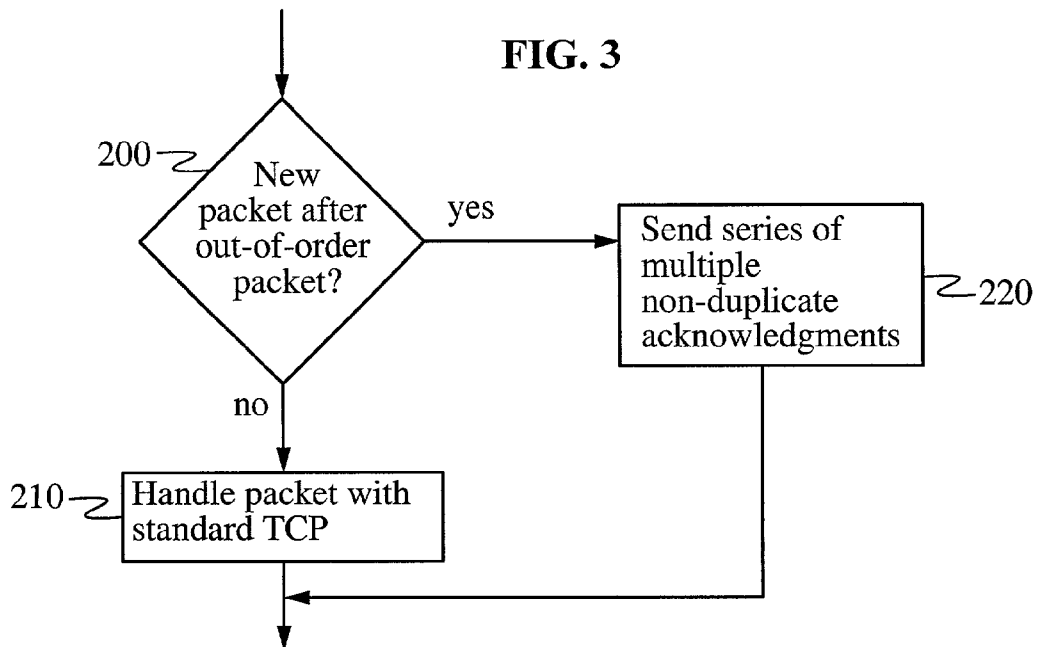 FIG. 3
200
New
packet after
out-of-order
packet?
yes
Send series of
multiple
non-duplicate
acknowledgments
220
no
210
Handle packet with
standard TCP